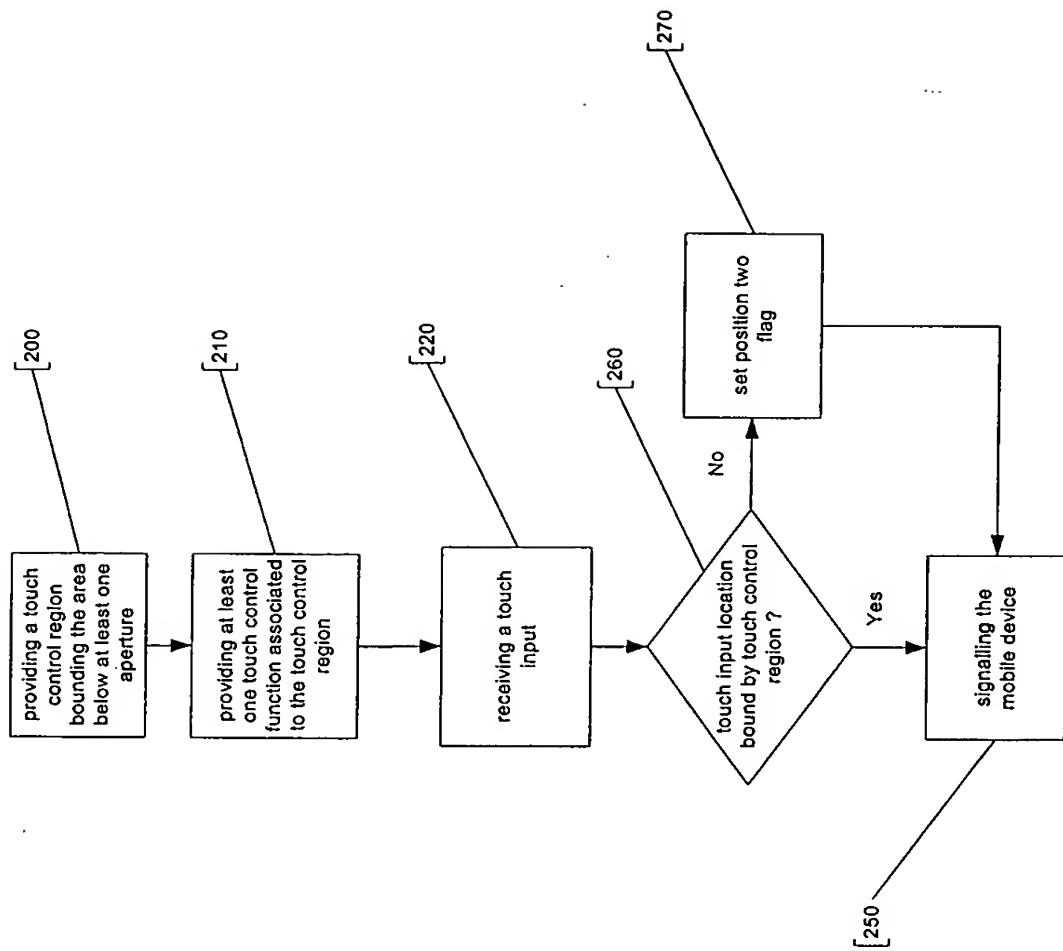 [200]
providing a touch
control region
bounding the area
below at least one
aperture
[210]
providing at least
one touch control
function associated
to the touch control
region
[220]
receiving a touch
input
[260]
touch input location
bound by touch control
region ?
No
[270]
set position two
flag
Yes
signalling the
mobile device
[250]